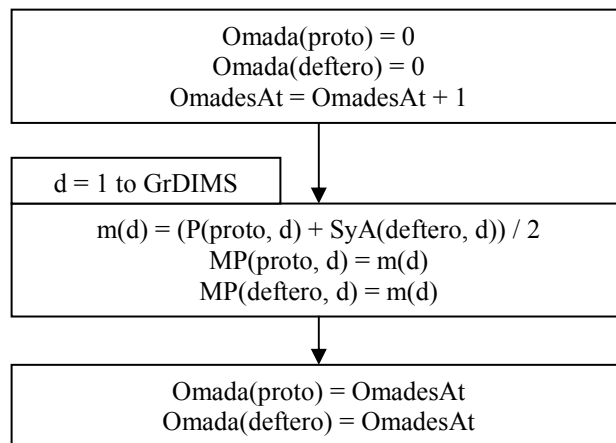 Omada(proto) = 0
Omada(deftero) = 0
OmadesAt = OmadesAt + 1
d = 1 to GrDIMS
m(d) = (P(proto, d) + SyA(deftero, d)) / 2
MP(proto, d) = m(d)
MP(deftero, d) = m(d)
Omada(proto) = OmadesAt
Omada(deftero) = OmadesAt